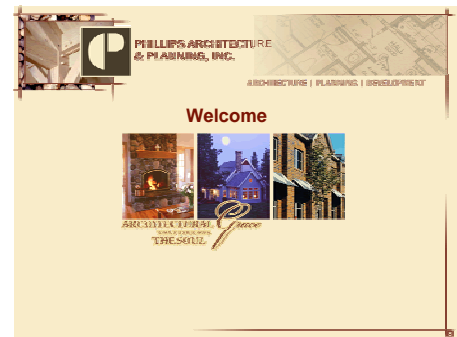 PHILLIPS ARCHITECTURE
& PLANNING, INC.
ARCHITECTURE | PLANNING | DEVELOPMENT
Welcome
ARCHITECTURAL Grace
THE SOUL